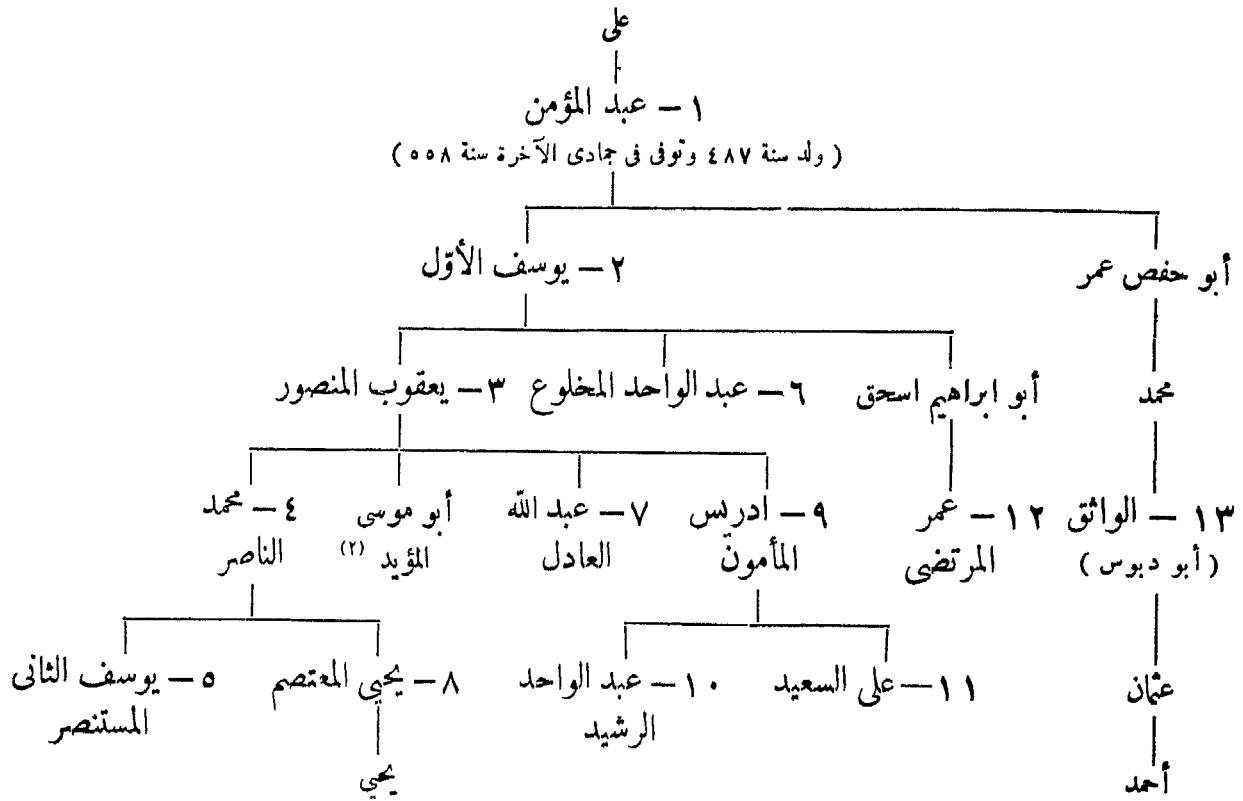 على
١ – عبد المؤمن
( ولد سنة ٤٨٧ وتوفى فى جمادى الآخرة سنة ٥٥٨ )
أبو حفص عمر
٢ – يوسف الأوّل
محمد
أبو ابراهيم اسحق
٦ – عبد الواحد المخلوع
٣ – يعقوب المنصور
١٣ – الواثق
( أبو دبوس )
١٢ – عمر
المرتضى
٩ – ادريس
المأمون
٧ – عبد اللّه
العادل
أبو موسى
المؤيد (٢)
٤ – محمد
الناصر
عثمان
١١ – على السعيد
١٠ – عبد الواحد
الرشيد
٨ – يحيى المعتصم
٥ – يوسف الثانى
المستنصر
أحمد
يحيى